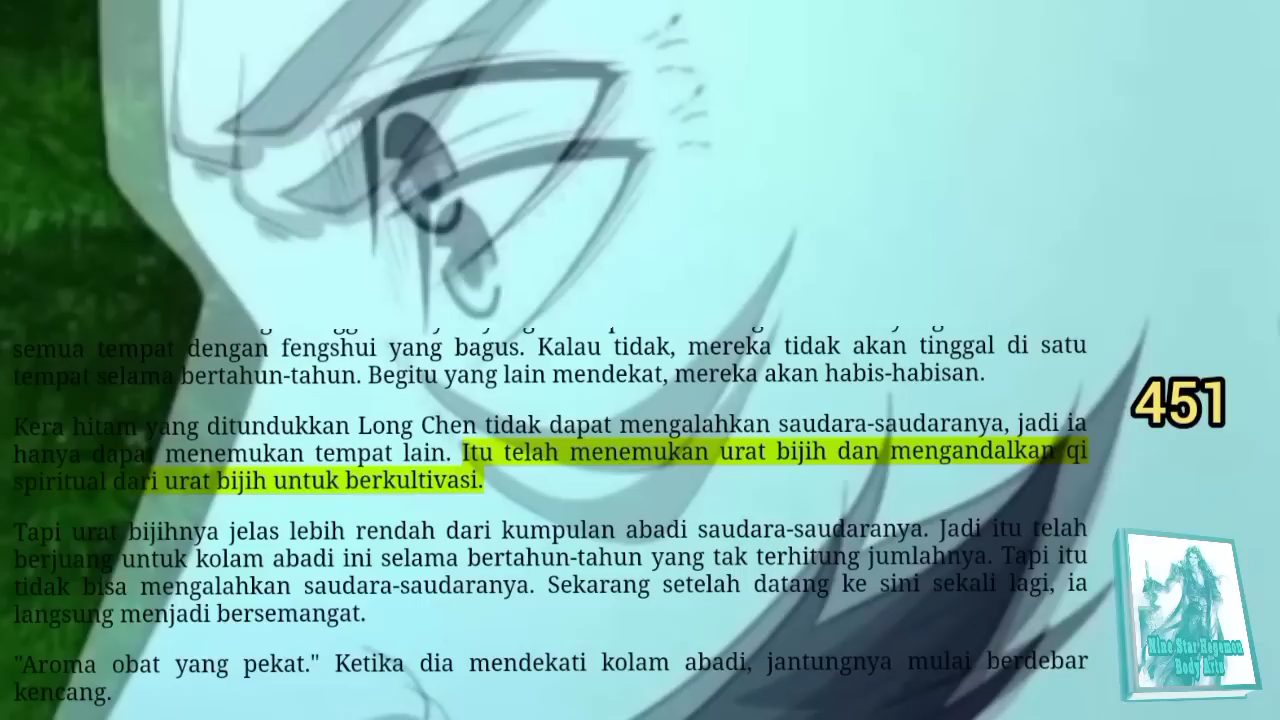 semua tempat dengan fengshui yang bagus. Kalau tidak, mereka tidak akan tinggal di satu
tempat selama bertahun-tahun. Begitu yang lain mendekat, mereka akan habis-habisan.
Kera hitam yang ditundukkan Long Chen tidak dapat mengalahkan saudara-saudaranya, jadi ia
hanya dapat menemukan tempat lain. Itu telah menemukan urat bijih dan mengandalkan qi
spiritual dari urat bijih untuk berkultivasi.
Tapi urat bijihnya jelas lebih rendah dari kumpulan abadi saudara-saudaranya. Jadi itu telah
berjuang untuk kolam abadi ini selama bertahun-tahun yang tak terhitung jumlahnya. Tapi itu
tidak bisa mengalahkan saudara-saudaranya. Sekarang setelah datang ke sini sekali lagi, ia
langsung menjadi bersemangat.
"Aroma obat yang pekat." Ketika dia mendekati kolam abadi, jantungnya mulai berdebar
kencang.
451
Nine Star Hegemon
Body Arts